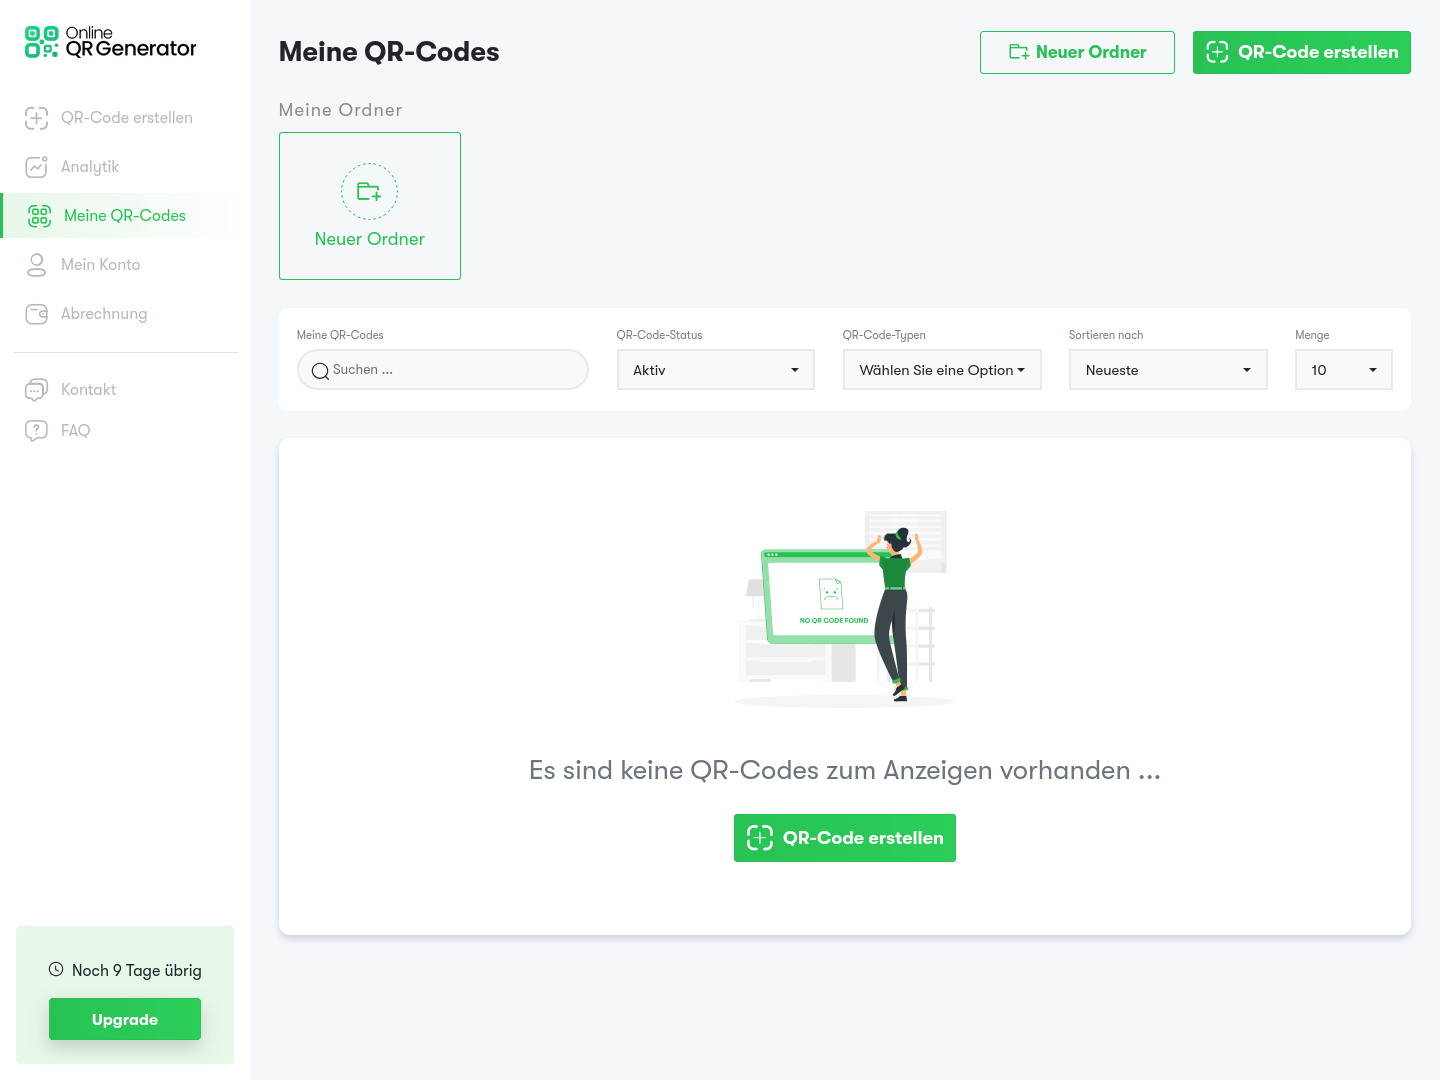 Online
QR Generator
QR-Code erstellen
Analytik
Meine QR-Codes
Mein Konto
Abrechnung
Kontakt
FAQ
Noch 9 Tage übrig
Upgrade
Meine QR-Codes
Neuer Ordner
QR-Code erstellen
Meine Ordner
Neuer Ordner
Meine QR-Codes
Suchen ...
QR-Code-Status
Aktiv
QR-Code-Typen
Wählen Sie eine Option
Sortieren nach
Neueste
Menge
10
NO QR CODE FOUND
Es sind keine QR-Codes zum Anzeigen vorhanden ...
QR-Code erstellen